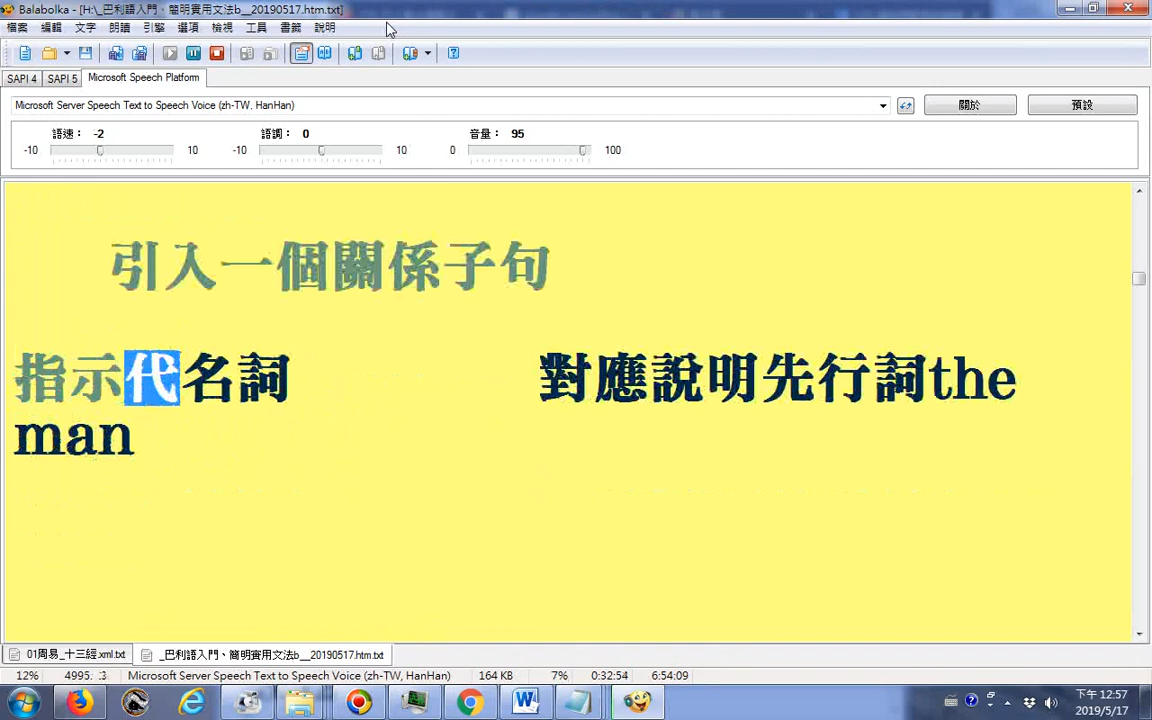 Balabolka - [H:\_巴利語入門、簡明實用文法b__20190517.htm.txt]
檔案 編輯 文字 朗讀 引擎 選項 檢視 工具 書籤 說明
SAPI 4 SAPI 5 Microsoft Speech Platform
Microsoft Server Speech Text to Speech Voice (zh-TW, HanHan) 關於 預設
語速： -2 語調： 0 音量： 95
-10 10 -10 10 0 100
引入一個關係子句
指示代名詞 對應說明先行詞the
man
01周易_十三經.xml.txt _巴利語入門、簡明實用文法b__20190517.htm.txt
12% Microsoft Server Speech Text to Speech Voice (zh-TW, HanHan) 164 KB 7% 0:32:54 6:54:09
下午 12:57
2019/5/17